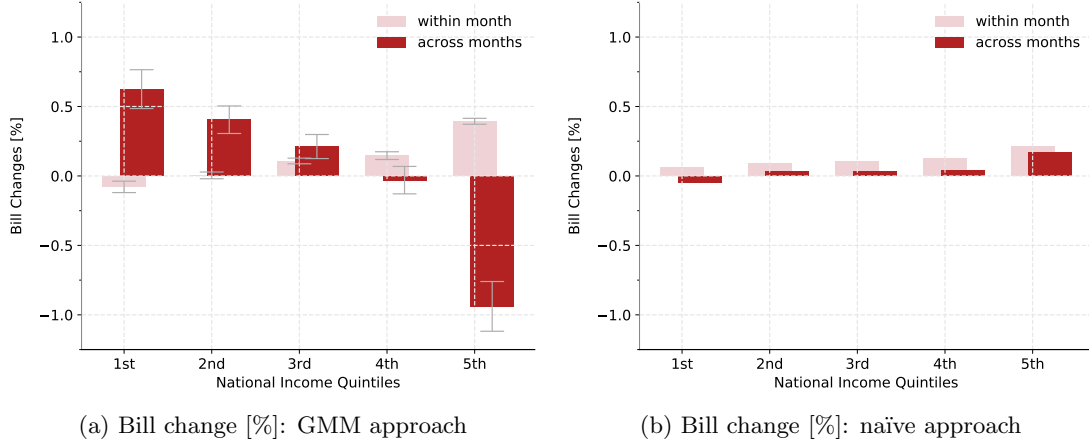 1.0
0.5
0.0
−0.5
−1.0
Bill Changes [%]
within month
across months
1st
2nd
3rd
4th
5th
National Income Quintiles
(a) Bill change [%]: GMM approach
1.0
0.5
0.0
−0.5
−1.0
Bill Changes [%]
within month
across months
1st
2nd
3rd
4th
5th
National Income Quintiles
(b) Bill change [%]: naïve approach